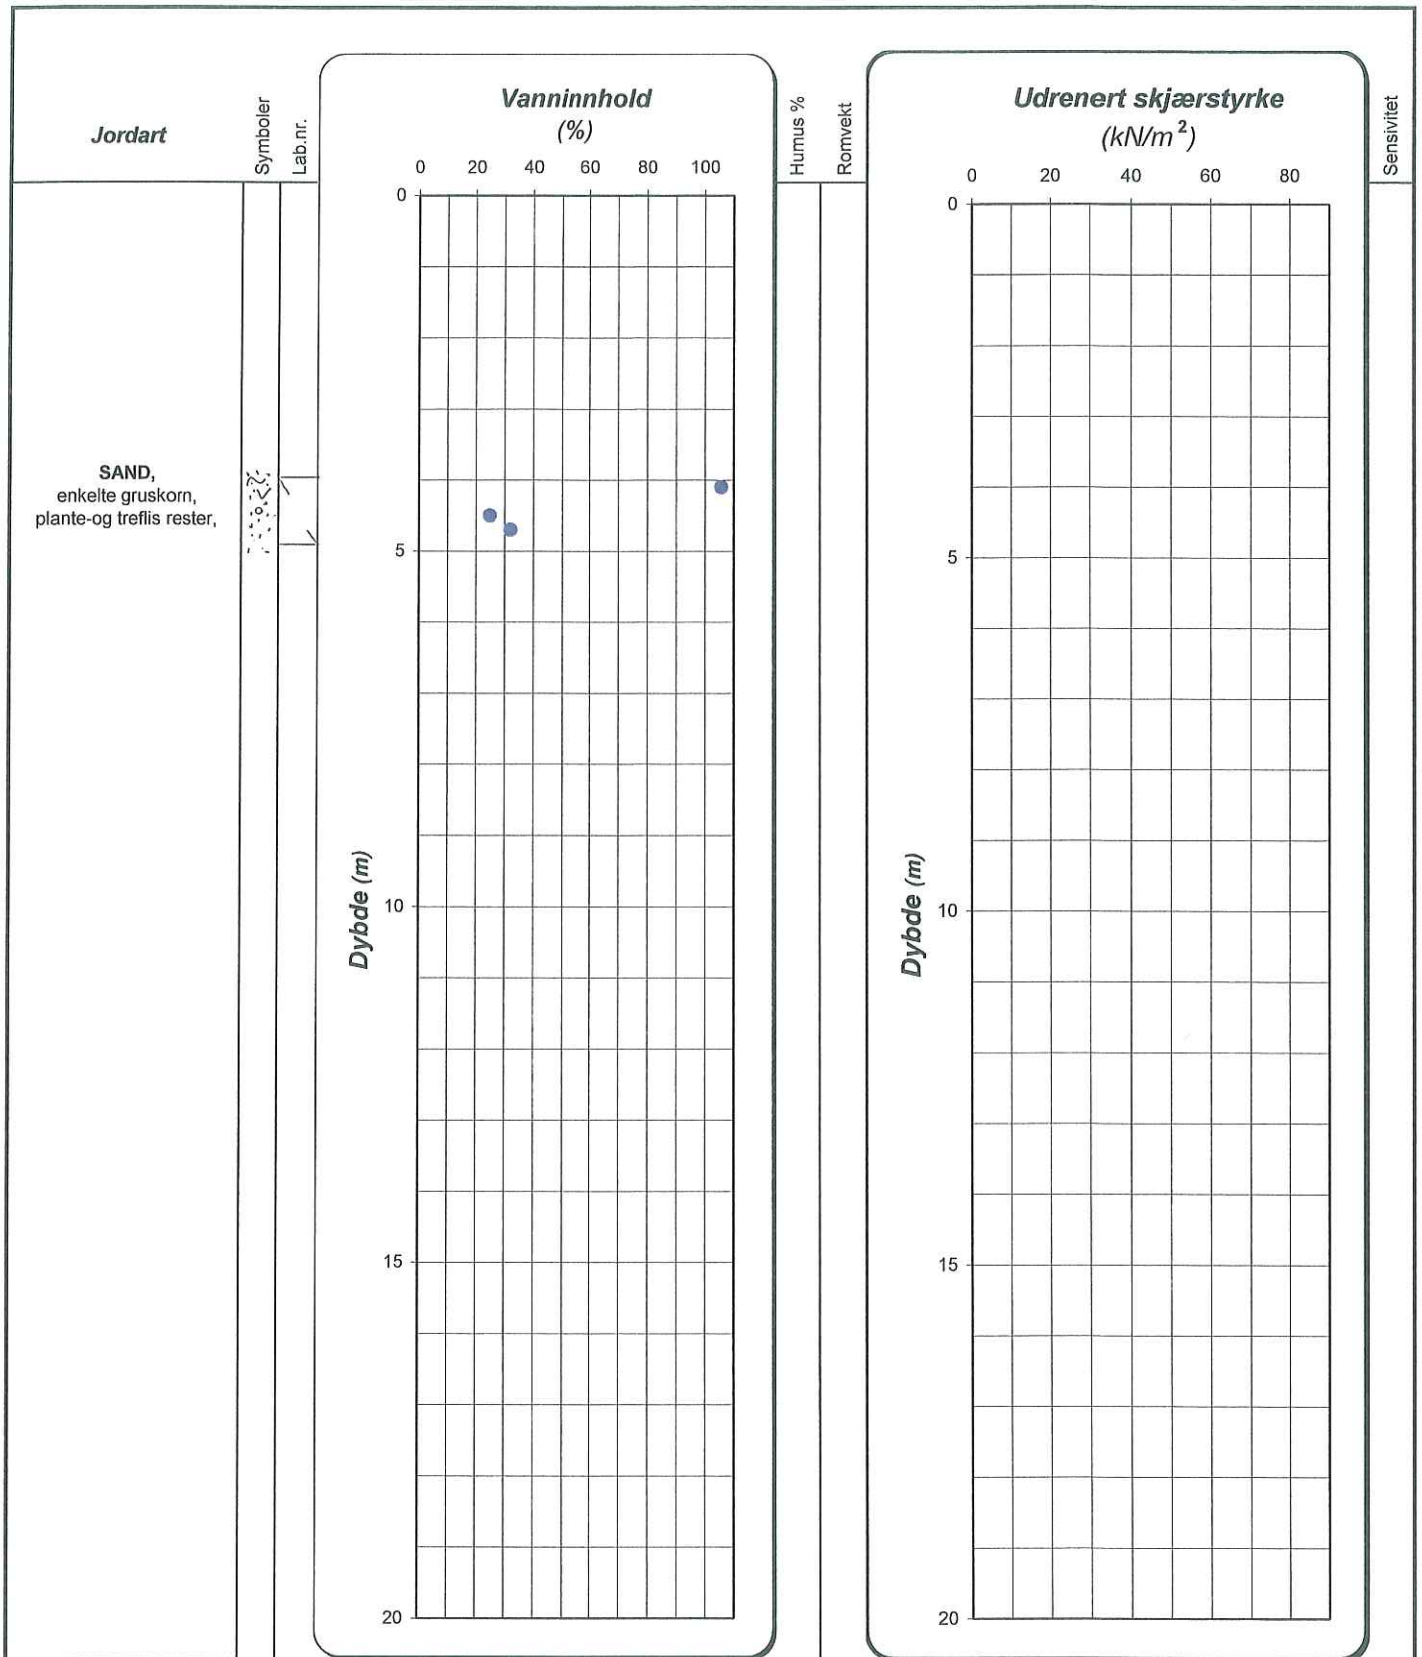 Jordart
Symboler
Lab.nr.
Vanninnhold
(%)
0 20 40 60 80 100
Humus %
Romvekt
Udrenert skjærstyrke
(kN/m²)
0 20 40 60 80
Sensivitet
0
5
10
15
20
Dybde (m)
0
5
10
15
20
Dybde (m)
SAND,
enkelte gruskorn,
plante-og treflis rester,